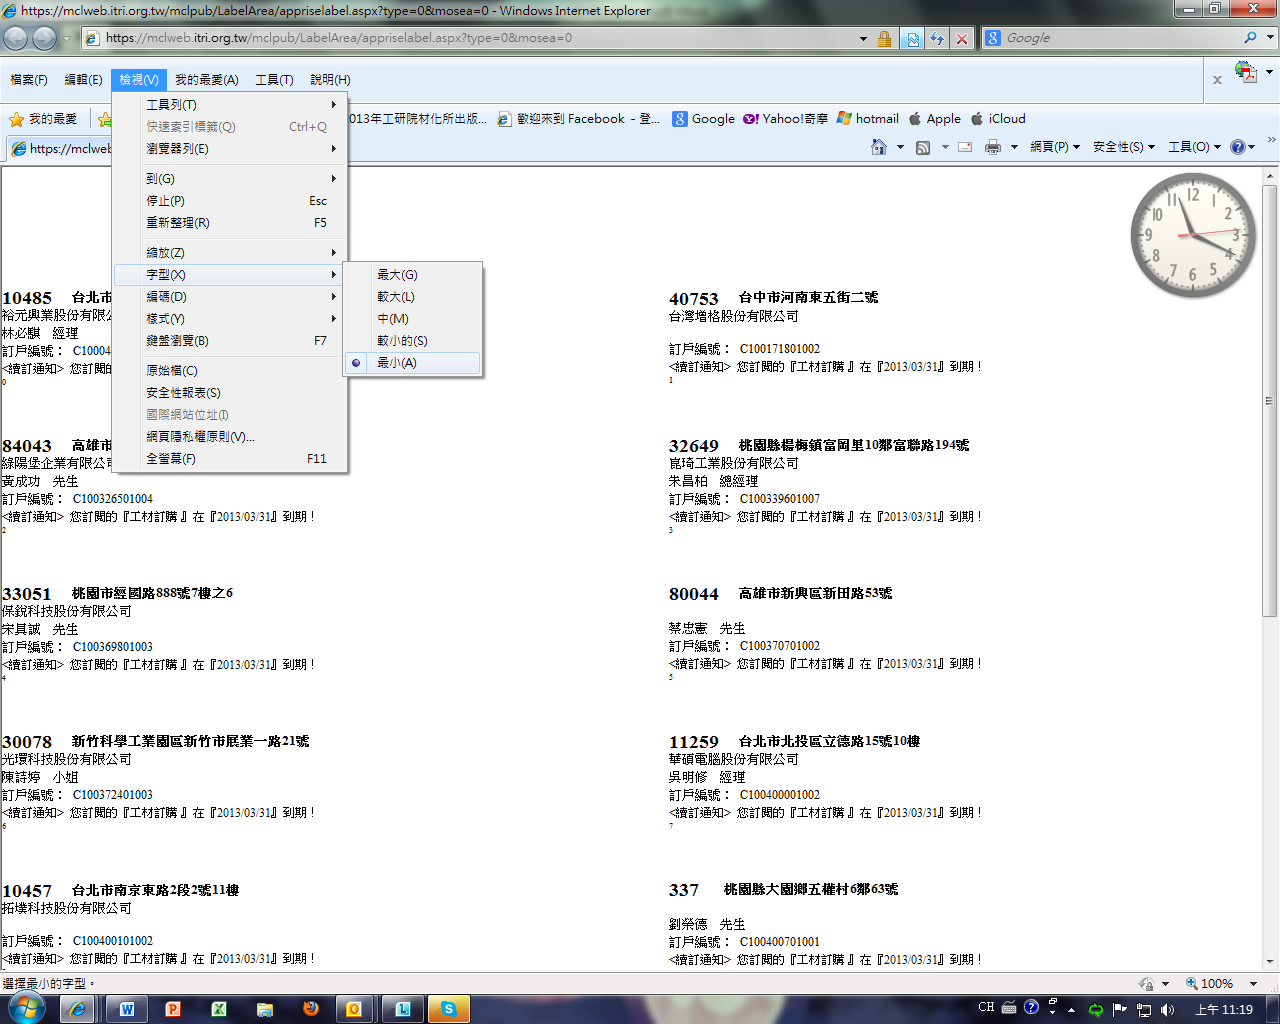 https://mclweb.itri.org.tw/mclpub/LabelArea/appriselabel.aspx?type=0&mosea=0 - Windows Internet Explorer
https://mclweb.itri.org.tw/mclpub/LabelArea/appriselabel.aspx?type=0&mosea=0
Google
檔案(F) 編輯(E) 檢視(V) 我的最愛(A) 工具(T) 說明(H)
我的最愛
013年工研院材化所出版... 歡迎來到 Facebook - 登... Google Yahoo!奇摩 hotmail Apple iCloud
https://mclweb
網頁(P) 安全性(S) 工具(O)
工具列(T)
快速索引標籤(Q) Ctrl+Q
瀏覽器列(E)
到(G)
停止(P) Esc
重新整理(R) F5
縮放(Z)
字型(X)
編碼(D)
樣式(Y)
鍵盤瀏覽(B) F7
原始檔(C)
安全性報表(S)
國際網站位址(I)
網頁隱私權原則(V)...
全螢幕(F) F11
最大(G)
較大(L)
中(M)
較小的(S)
最小(A)
12 1 2 3 4 5 6 7 8 9 10 11
10485 台北市
裕元興業股份有限公
林必騏 經理
訂戶編號： C10004
<續訂通知> 您訂閱的『工
0
40753 台中市河南東五街二號
台灣增格股份有限公司
訂戶編號： C100171801002
<續訂通知> 您訂閱的『工材訂購 』在『2013/03/31』到期！
1
84043 高雄市
綠陽堡企業有限公司
黃成功 先生
訂戶編號： C100326501004
<續訂通知> 您訂閱的『工材訂購 』在『2013/03/31』到期！
2
32649 桃園縣楊梅鎮富岡里10鄰富聯路194號
崑琦工業股份有限公司
朱昌柏 總經理
訂戶編號： C100339601007
<續訂通知> 您訂閱的『工材訂購 』在『2013/03/31』到期！
3
33051 桃園市經國路888號7樓之6
保銳科技股份有限公司
宋其誠 先生
訂戶編號： C100369801003
<續訂通知> 您訂閱的『工材訂購 』在『2013/03/31』到期！
4
80044 高雄市新興區新田路53號
蔡忠憲 先生
訂戶編號： C100370701002
<續訂通知> 您訂閱的『工材訂購 』在『2013/03/31』到期！
5
30078 新竹科學工業園區新竹市展業一路21號
光環科技股份有限公司
陳詩婷 小姐
訂戶編號： C100372401003
<續訂通知> 您訂閱的『工材訂購 』在『2013/03/31』到期！
6
11259 台北市北投區立德路15號10樓
華碩電腦股份有限公司
吳明修 經理
訂戶編號： C100400001002
<續訂通知> 您訂閱的『工材訂購 』在『2013/03/31』到期！
7
10457 台北市南京東路2段2號11樓
拓墣科技股份有限公司
訂戶編號： C100400101002
<續訂通知> 您訂閱的『工材訂購 』在『2013/03/31』到期！
337 桃園縣大園鄉五權村6鄰63號
劉榮德 先生
訂戶編號： C100400701001
<續訂通知> 您訂閱的『工材訂購 』在『2013/03/31』到期！
選擇最小的字型。
100%
CH
上午 11:19